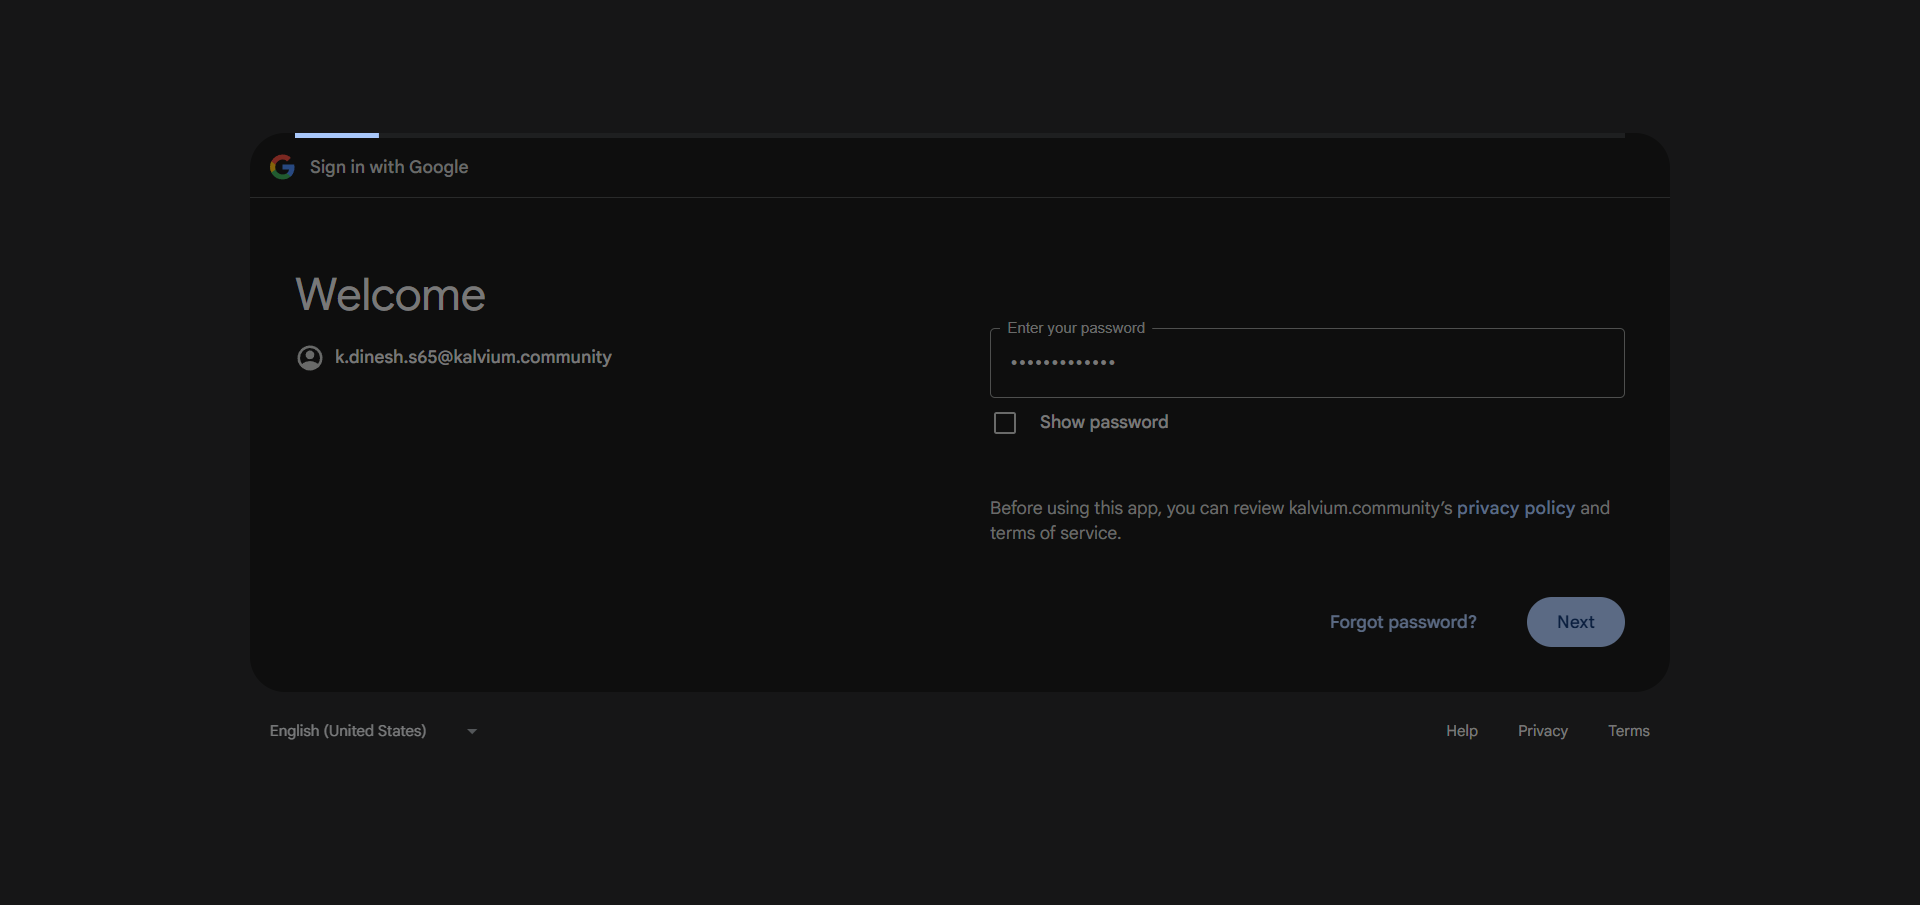 Sign in with Google
Welcome
k.dinesh.s65@kalvium.community
Enter your password
•••••••••••••
Show password
Before using this app, you can review kalvium.community’s privacy policy and
terms of service.
Forgot password?
Next
English (United States)
Help
Privacy
Terms